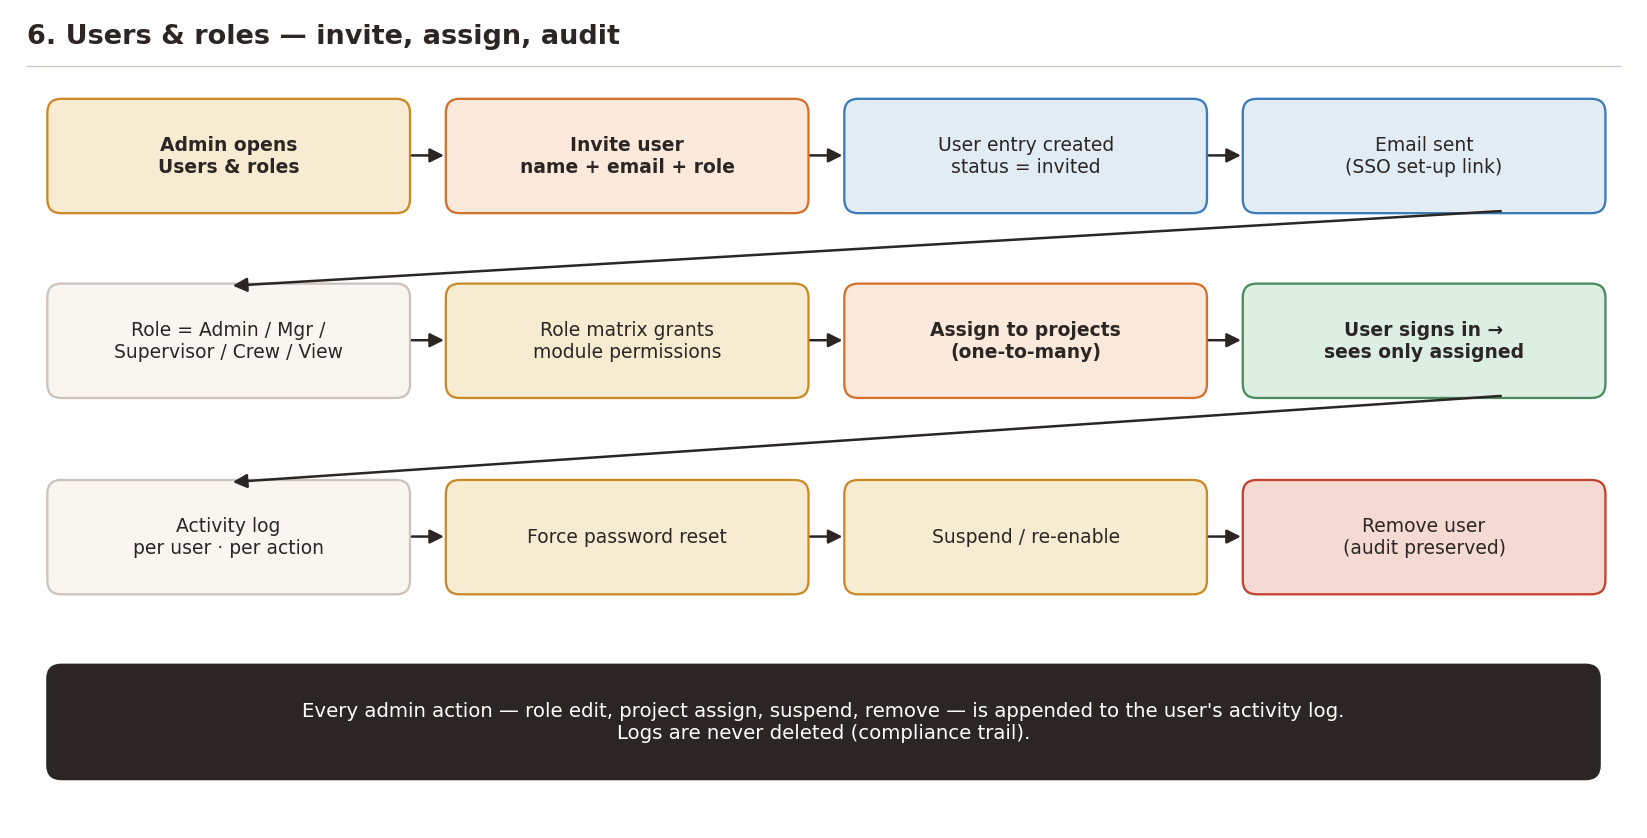 6. Users & roles — invite, assign, audit
Admin opens
Users & roles
Invite user
name + email + role
User entry created
status = invited
Email sent
(SSO set-up link)
Role = Admin / Mgr /
Supervisor / Crew / View
Role matrix grants
module permissions
Assign to projects
(one-to-many)
User signs in →
sees only assigned
Activity log
per user · per action
Force password reset
Suspend / re-enable
Remove user
(audit preserved)
Every admin action — role edit, project assign, suspend, remove — is appended to the user's activity log.
Logs are never deleted (compliance trail).